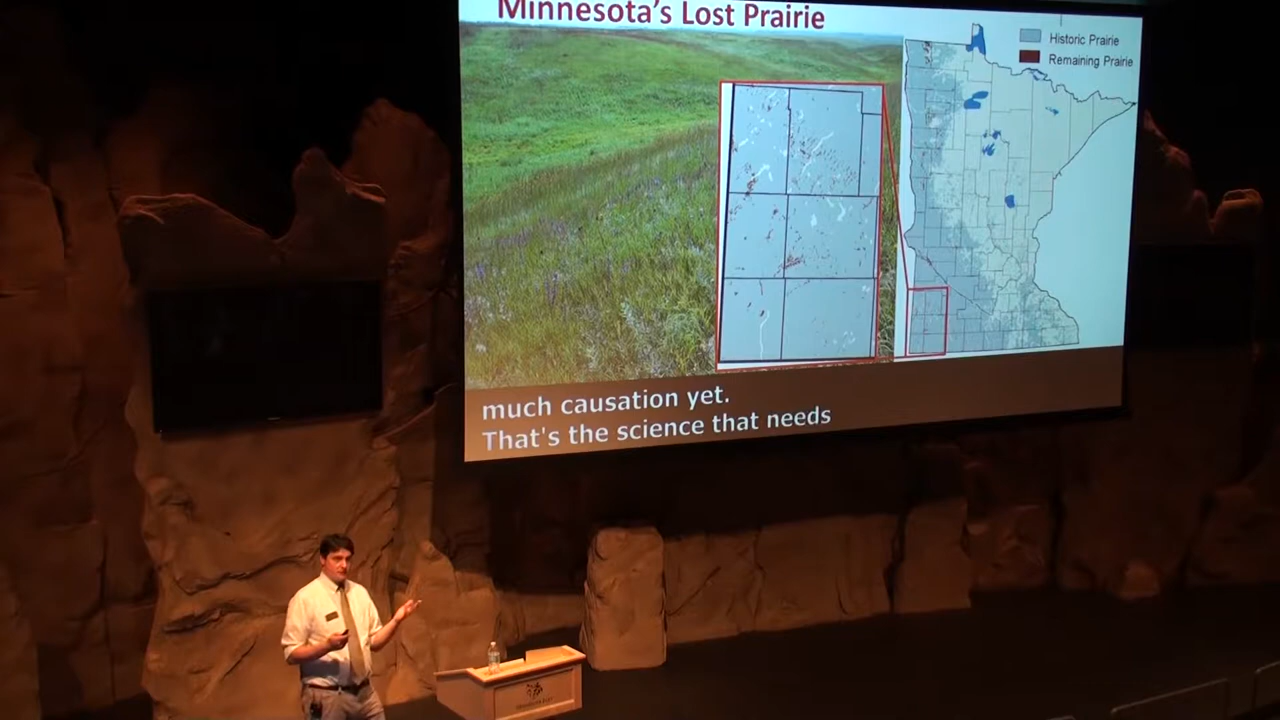 Minnesota's Lost Prairie
Historic Prairie
Remaining Prairie
much causation yet.
That's the science that needs